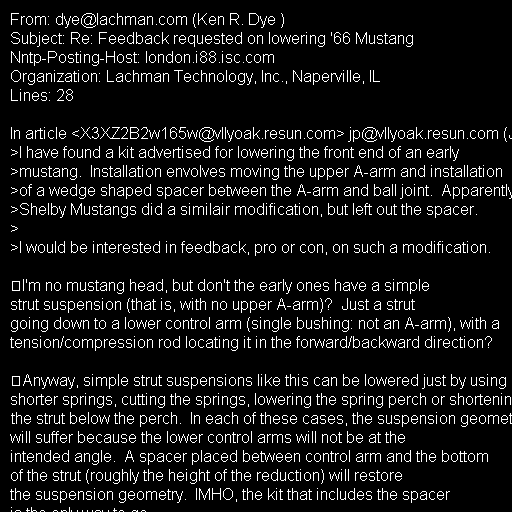 From: dye@lachman.com (Ken R. Dye )
Subject: Re: Feedback requested on lowering '66 Mustang
Nntp-Posting-Host: london.i88.isc.com
Organization: Lachman Technology, Inc., Naperville, IL
Lines: 28

In article <X3XZ2B2w165w@vllyoak.resun.com> jp@vllyoak.resun.com (J
>I have found a kit advertised for lowering the front end of an early
>mustang.  Installation envolves moving the upper A-arm and installation
>of a wedge shaped spacer between the A-arm and ball joint.  Apparently
>Shelby Mustangs did a similair modification, but left out the spacer.
>
>I would be interested in feedback, pro or con, on such a modification.

I'm no mustang head, but don't the early ones have a simple
strut suspension (that is, with no upper A-arm)?  Just a strut
going down to a lower control arm (single bushing: not an A-arm), with a
tension/compression rod locating it in the forward/backward direction?

Anyway, simple strut suspensions like this can be lowered just by using
shorter springs, cutting the springs, lowering the spring perch or shortenin
the strut below the perch.  In each of these cases, the suspension geomet
will suffer because the lower control arms will not be at the
intended angle.  A spacer placed between control arm and the bottom
of the strut (roughly the height of the reduction) will restore
the suspension geometry.  IMHO, the kit that includes the spacer
is the only way to go